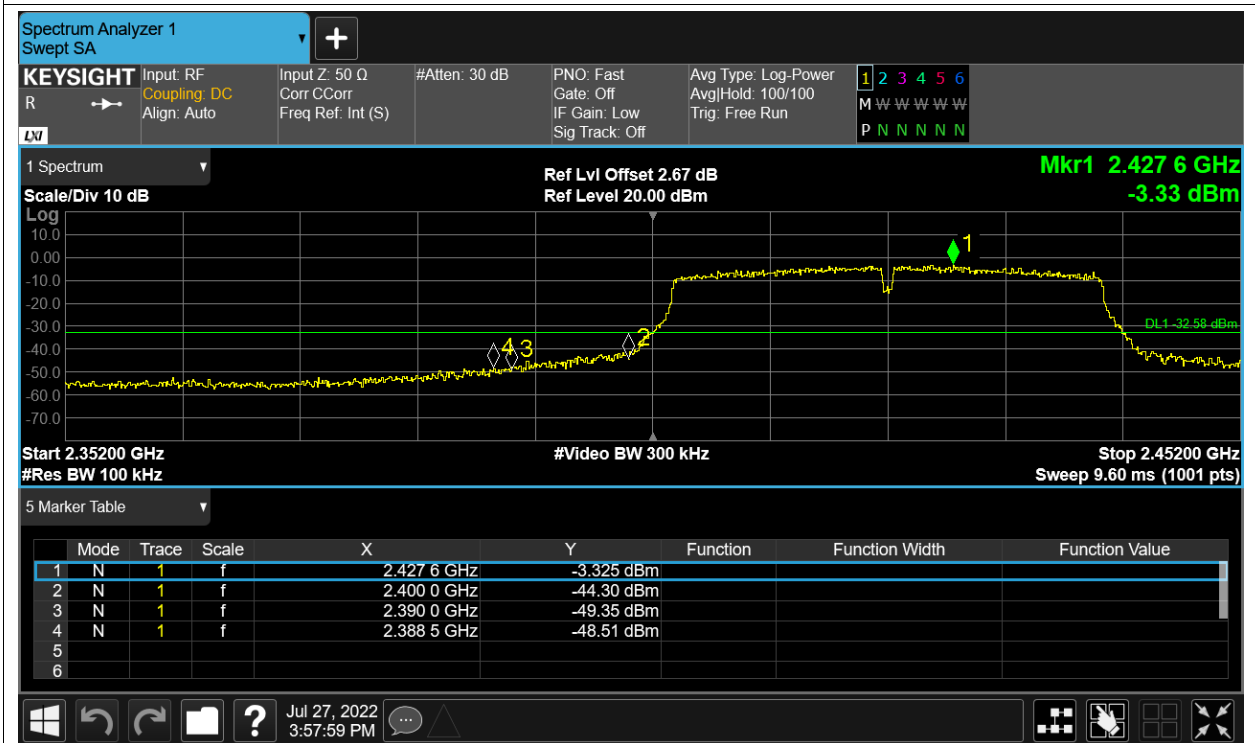 Spectrum Analyzer 1
Swept SA
+
KEYSIGHT Input: RF Input Z: 50 Ω #Atten: 30 dB PNO: Fast Avg Type: Log-Power 1 2 3 4 5 6
R Coupling: DC Corr CCorr Gate: Off Avg|Hold: 100/100 M W W W W W W
Align: Auto Freq Ref: Int (S) IF Gain: Low Trig: Free Run
LXI Sig Track: Off P N N N N N N
1 Spectrum
Ref Lvl Offset 2.67 dB Mkr1 2.427 6 GHz
Scale/Div 10 dB Ref Level 20.00 dBm -3.33 dBm
Log
10.0
0.00 1
-10.0
-20.0
-30.0 DL1 -32.58 dBm
-40.0 4 3 2
-50.0
-60.0
-70.0
Start 2.35200 GHz #Video BW 300 kHz Stop 2.45200 GHz
#Res BW 100 kHz Sweep 9.60 ms (1001 pts)
5 Marker Table
Mode Trace Scale X Y Function Function Width Function Value
1 N 1 f 2.427 6 GHz -3.325 dBm
2 N 1 f 2.400 0 GHz -44.30 dBm
3 N 1 f 2.390 0 GHz -49.35 dBm
4 N 1 f 2.388 5 GHz -48.51 dBm
5
6
? Jul 27, 2022
3:57:59 PM